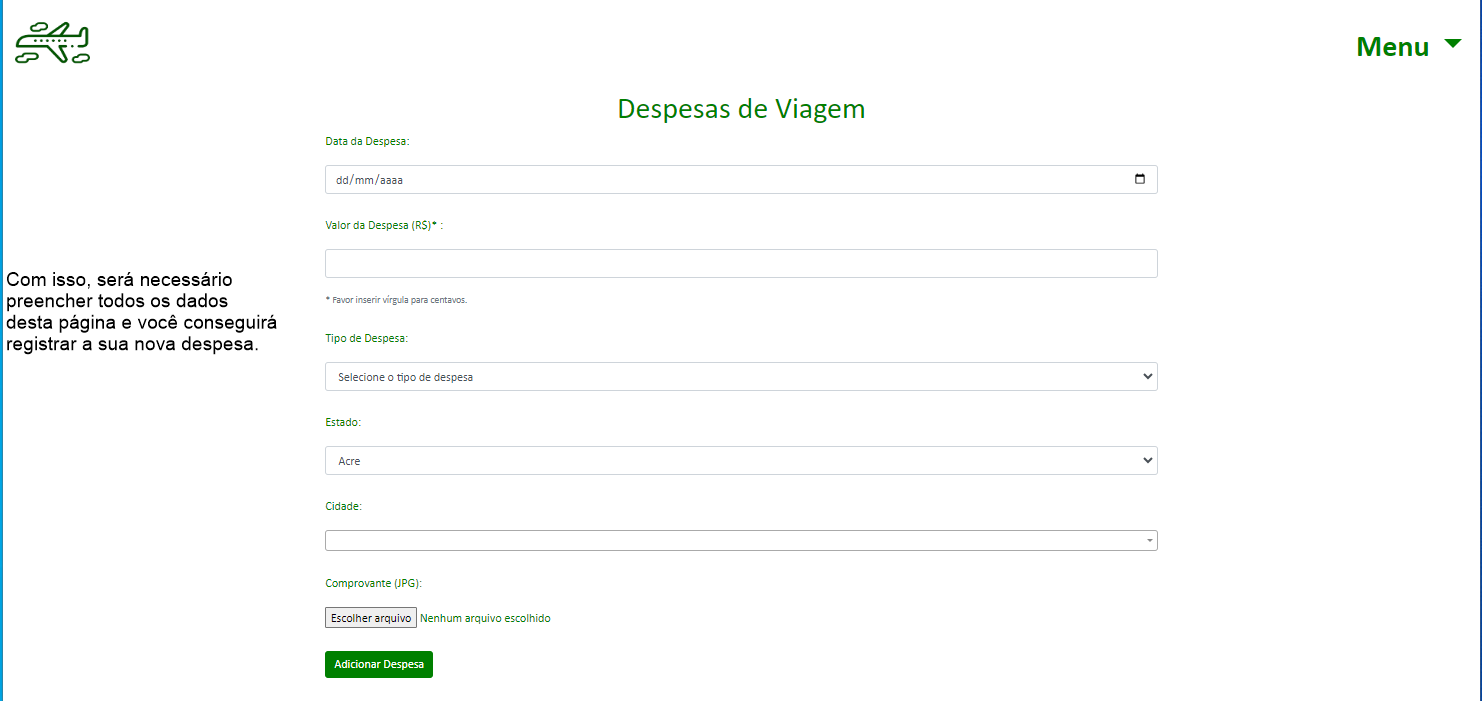 Menu
Despesas de Viagem
Data da Despesa:
dd/mm/aaaa
Valor da Despesa (R$)* :
Com isso, será necessário
preencher todos os dados
desta página e você conseguirá
registrar a sua nova despesa.
* Favor inserir vírgula para centavos.
Tipo de Despesa:
Selecione o tipo de despesa
Estado:
Acre
Cidade:
Comprovante (JPG):
Escolher arquivo Nenhum arquivo escolhido
Adicionar Despesa